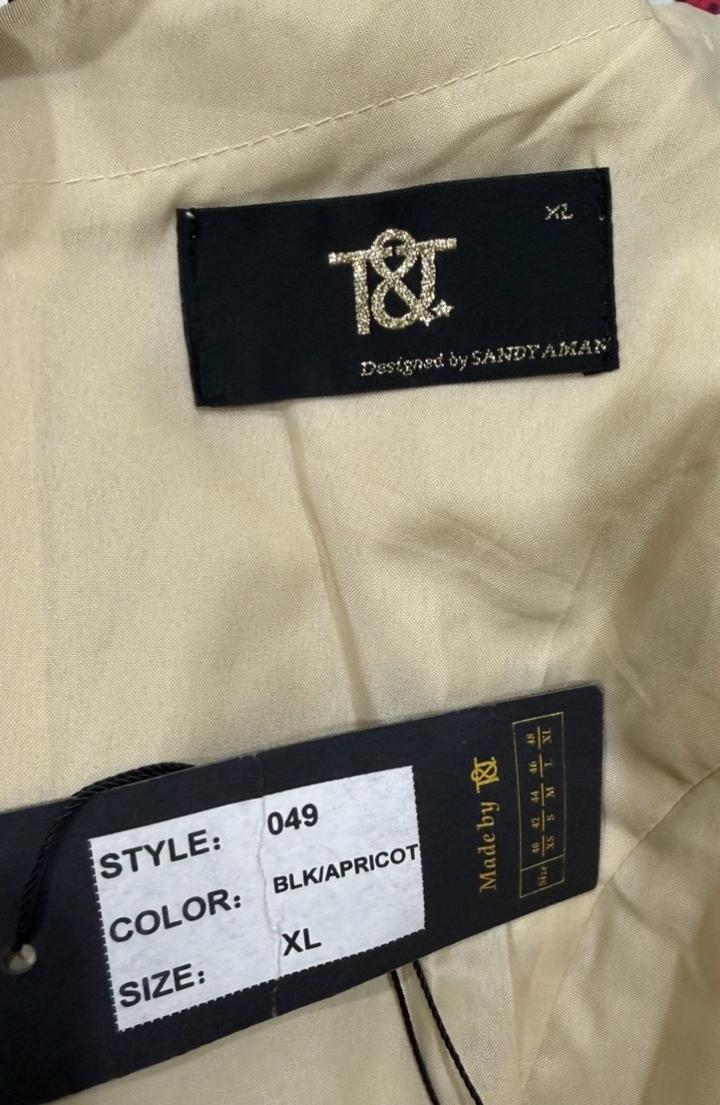 XL
T&T
Designed by SANDY AMAN
STYLE: 049
COLOR: BLK/APRICOT
SIZE: XL
Made by T&T
Size 40 42 44 46 48
XS S M L XL